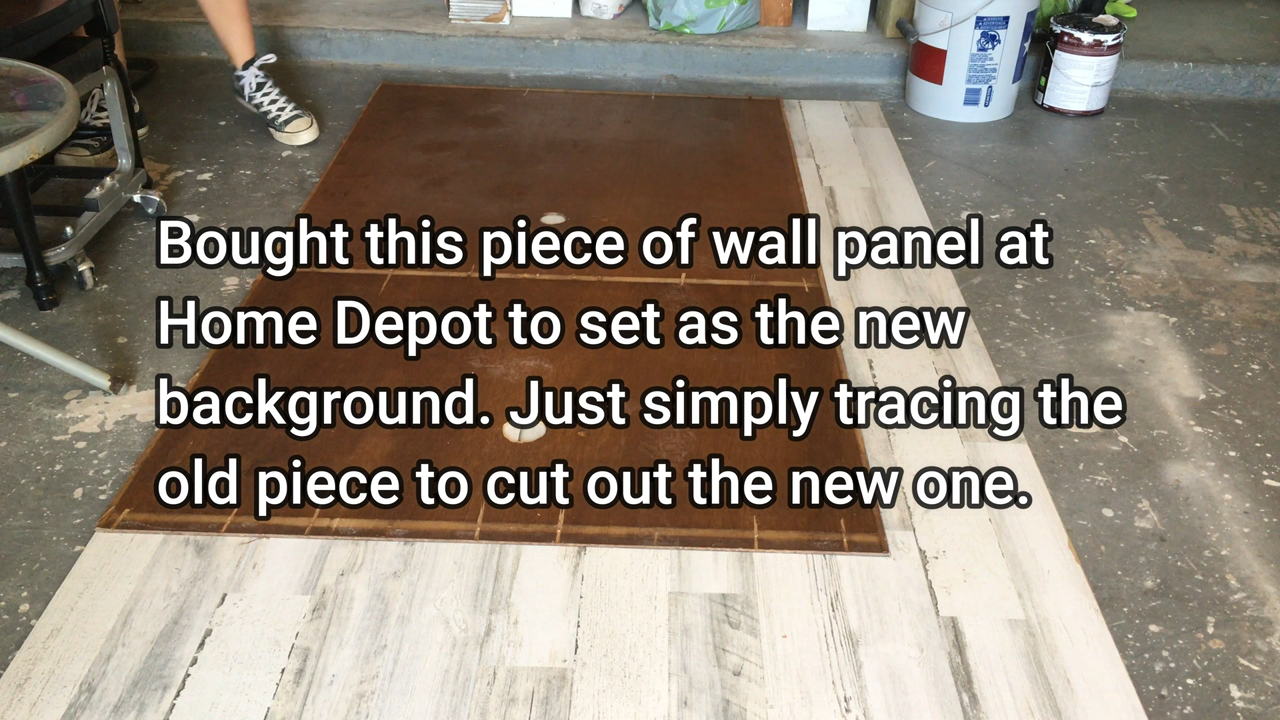 Bought this piece of wall panel at
Home Depot to set as the new
background. Just simply tracing the
old piece to cut out the new one.